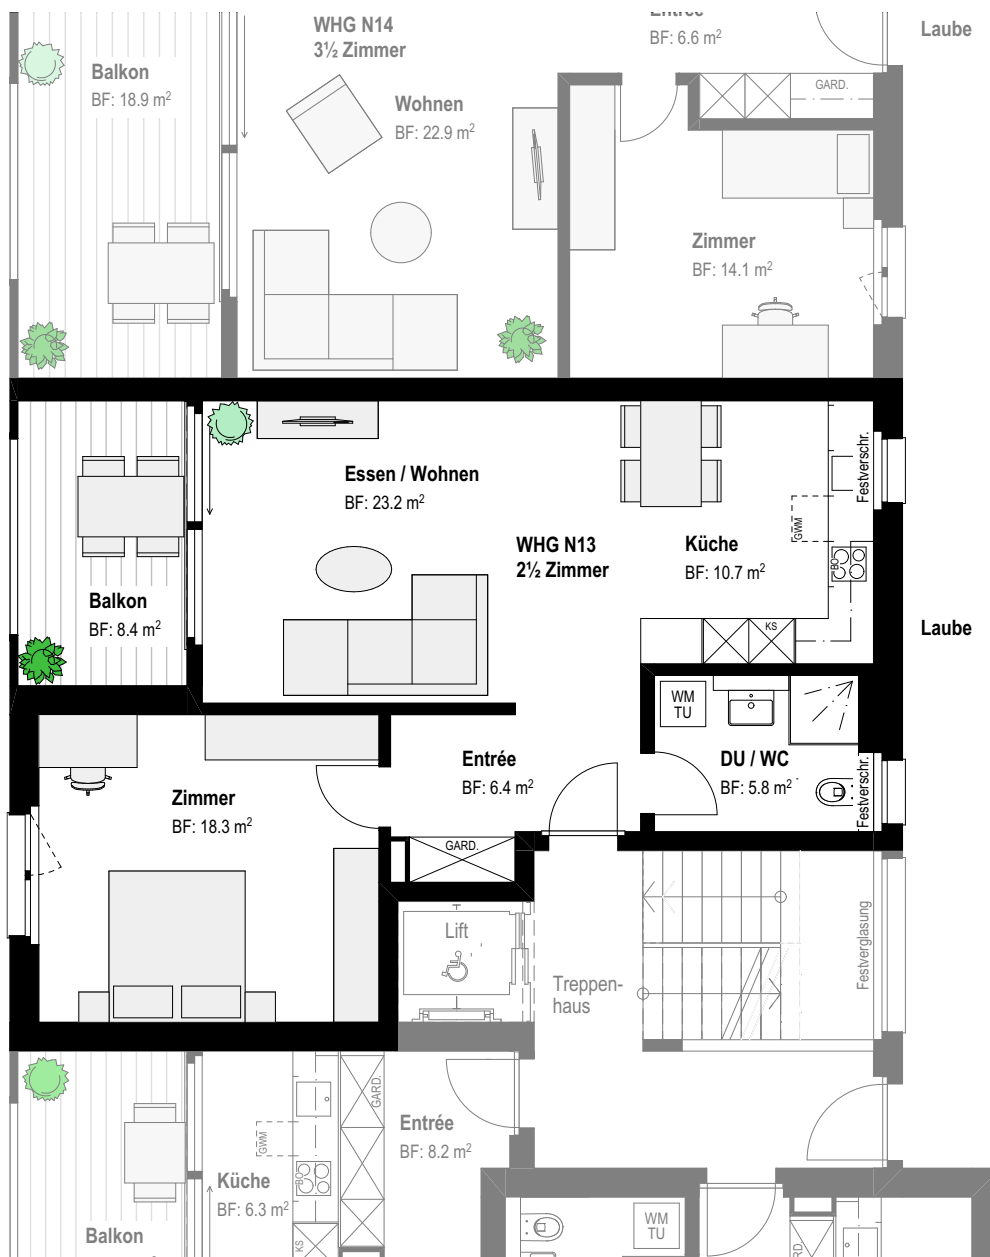 WHG N14
3½ Zimmer
Entrée
BF: 6.6 m²
Laube
Balkon
BF: 18.9 m²
Wohnen
BF: 22.9 m²
GARD.
Zimmer
BF: 14.1 m²
Essen / Wohnen
BF: 23.2 m²
Festverschr.
GWM
WHG N13
2½ Zimmer
Küche
BF: 10.7 m²
BO
Balkon
BF: 8.4 m²
KS
Laube
WM
TU
Entrée
BF: 6.4 m²
DU / WC
BF: 5.8 m²
Festverschr.
Zimmer
BF: 18.3 m²
GARD.
Lift
Treppen-
haus
Festverglasung
GARD.
Entrée
BF: 8.2 m²
GWM
BO
Küche
BF: 6.3 m²
Balkon
KS
WM
TU